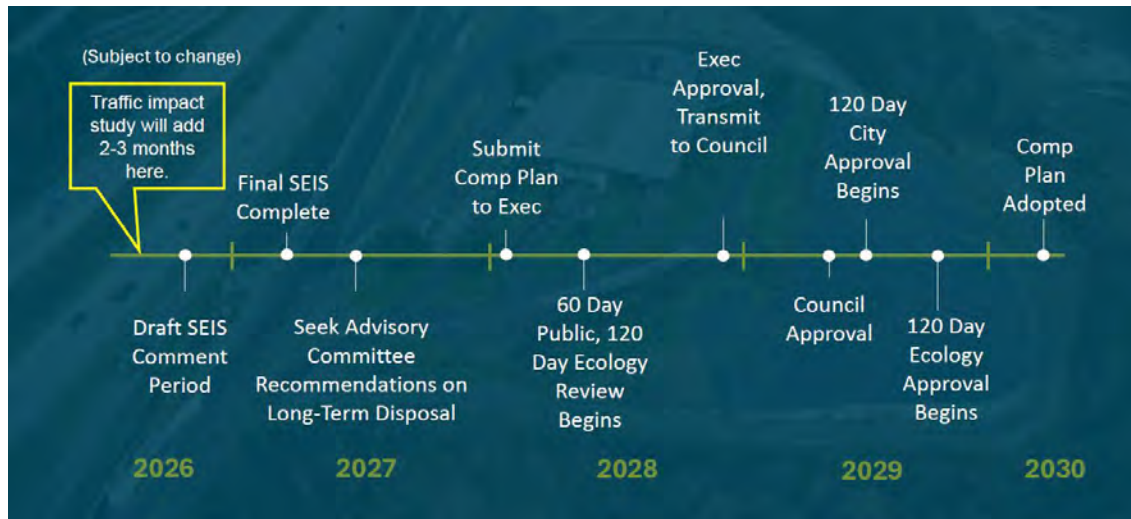 (Subject to change)
Traffic impact
study will add
2-3 months
here.
Final SEIS
Complete
Submit
Comp Plan
to Exec
Exec
Approval,
Transmit
to Council
120 Day
City
Approval
Begins
Comp
Plan
Adopted
Draft SEIS
Comment
Period
Seek Advisory
Committee
Recommendations on
Long-Term Disposal
60 Day
Public, 120
Day Ecology
Review
Begins
Council
Approval
120 Day
Ecology
Approval
Begins
2026
2027
2028
2029
2030